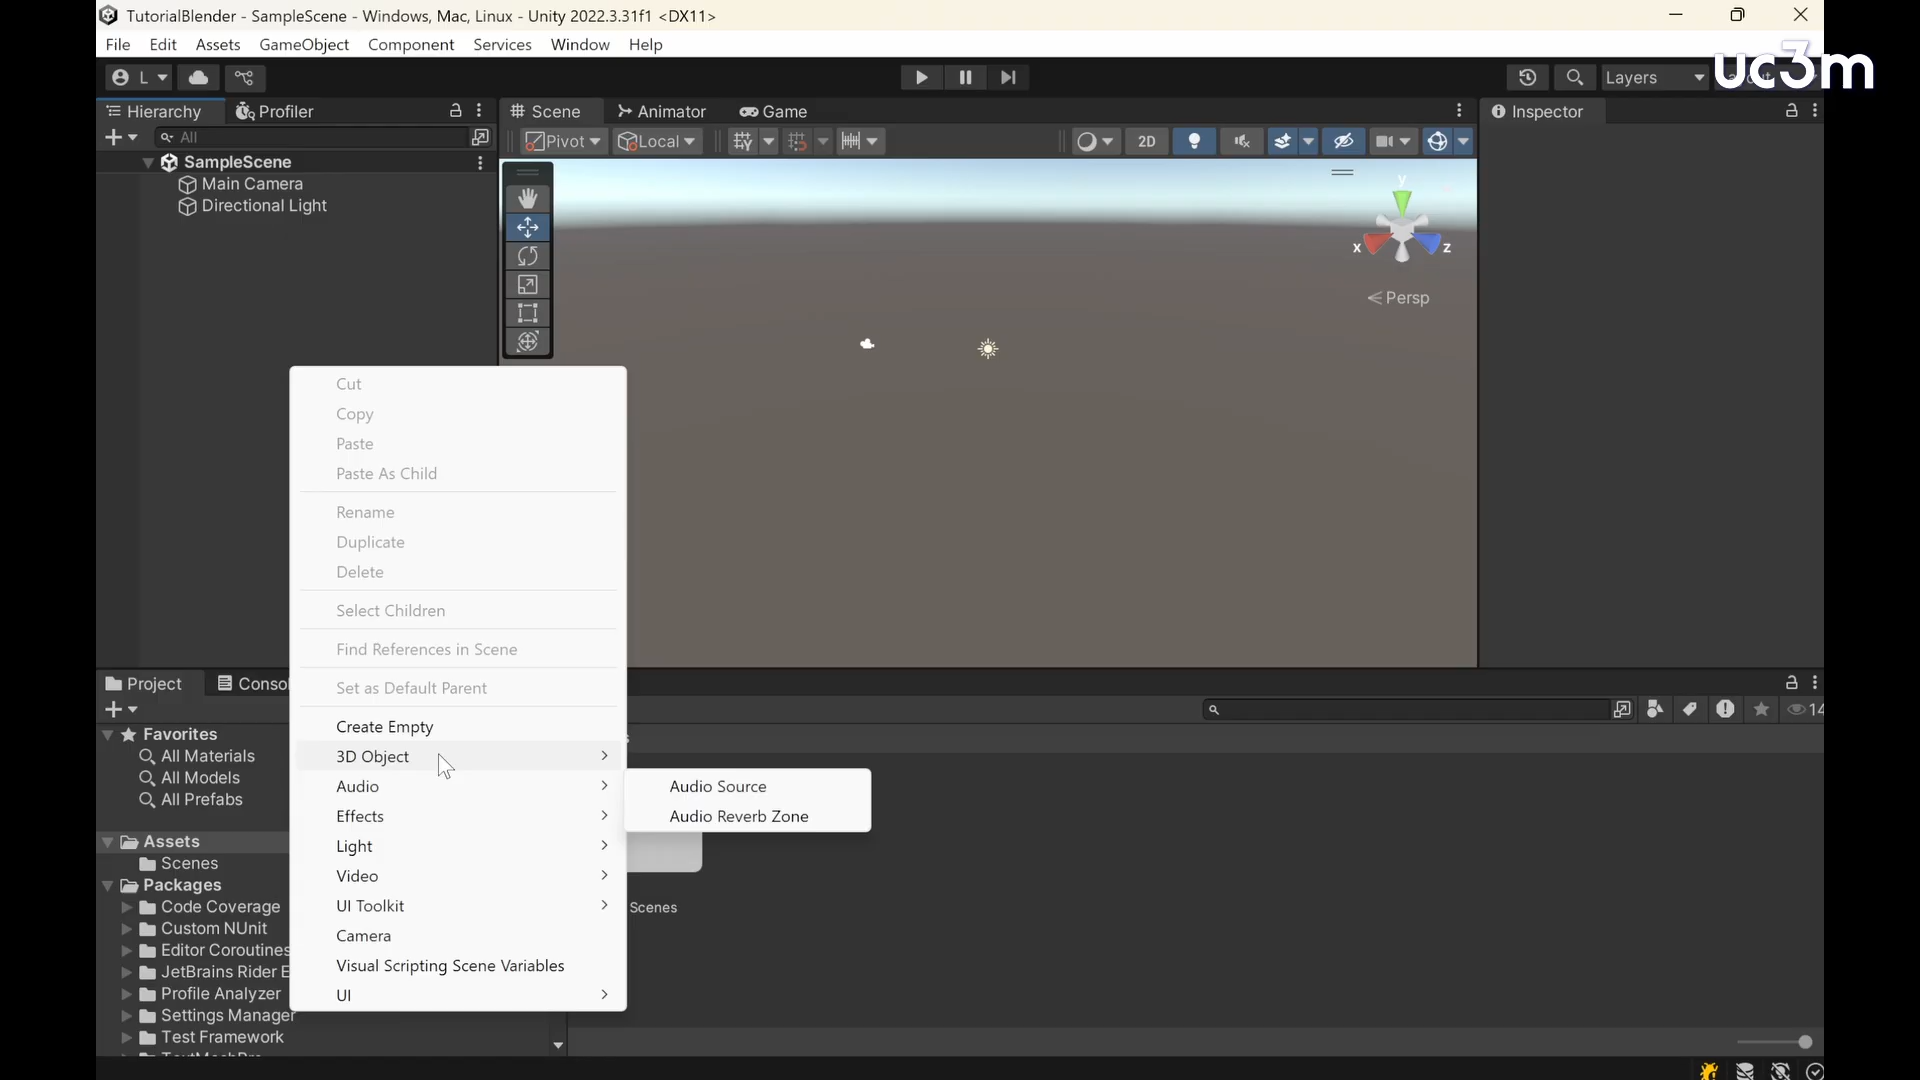 TutorialBlender - SampleScene - Windows, Mac, Linux - Unity 2022.3.31f1 <DX11>
File Edit Assets GameObject Component Services Window Help
L
Layers
uc3m
Hierarchy
Profiler
Scene
Animator
Game
Inspector
All
Pivot
Local
2D
SampleScene
Main Camera
Directional Light
y
x
z
Persp
Cut
Copy
Paste
Paste As Child
Rename
Duplicate
Delete
Select Children
Find References in Scene
Set as Default Parent
Create Empty
3D Object
Audio
Effects
Light
Video
UI Toolkit
Camera
Visual Scripting Scene Variables
UI
Audio Source
Audio Reverb Zone
Project
Consol
14
Favorites
All Materials
All Models
All Prefabs
Assets
Scenes
Packages
Code Coverage
Custom NUnit
Editor Coroutines
JetBrains Rider E
Profile Analyzer
Settings Manager
Test Framework
Scenes